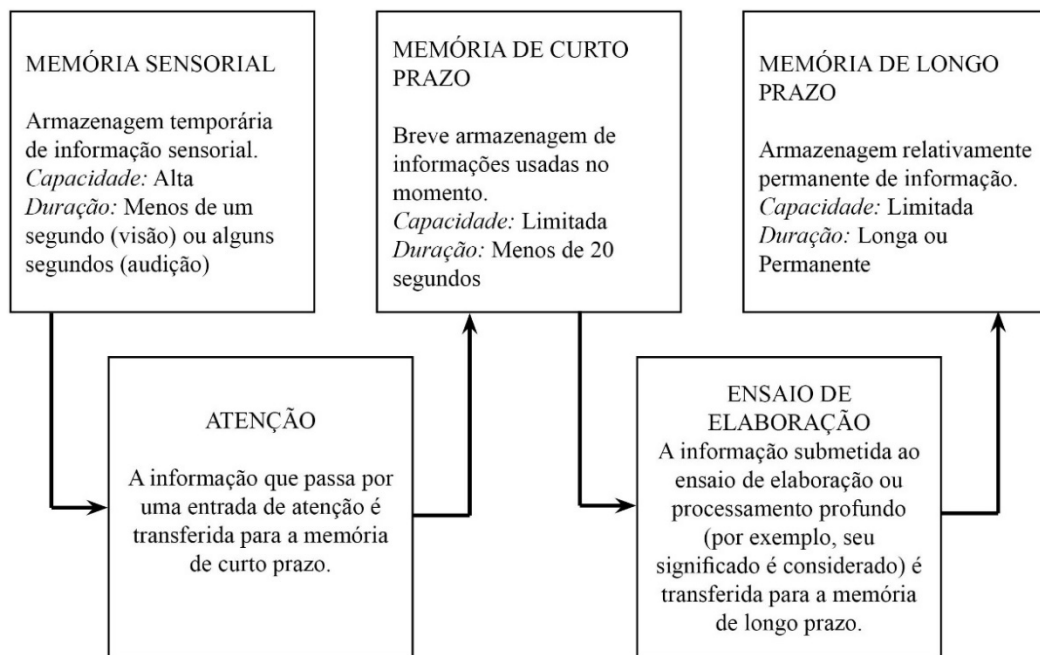 MEMÓRIA SENSORIAL
Armazenagem temporária
de informação sensorial.
Capacidade: Alta
Duração: Menos de um
segundo (visão) ou alguns
segundos (audição)
ATENÇÃO
A informação que passa por
uma entrada de atenção é
transferida para a memória
de curto prazo.
MEMÓRIA DE CURTO
PRAZO
Breve armazenagem de
informações usadas no
momento.
Capacidade: Limitada
Duração: Menos de 20
segundos
ENSAIO DE
ELABORAÇÃO
A informação submetida ao
ensaio de elaboração ou
processamento profundo
(por exemplo, seu
significado é considerado) é
transferida para a memória
de longo prazo.
MEMÓRIA DE LONGO
PRAZO
Armazenagem relativamente
permanente de informação.
Capacidade: Limitada
Duração: Longa ou
Permanente